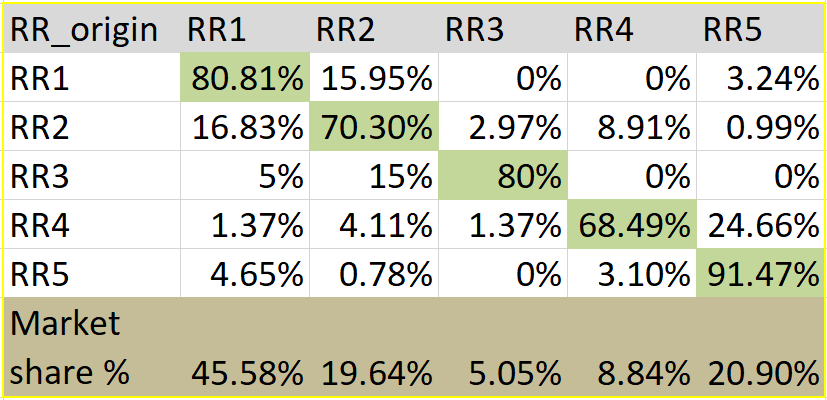 RR_origin RR1 RR2 RR3 RR4 RR5
RR1 80.81% 15.95% 0% 0% 3.24%
RR2 16.83% 70.30% 2.97% 8.91% 0.99%
RR3 5% 15% 80% 0% 0%
RR4 1.37% 4.11% 1.37% 68.49% 24.66%
RR5 4.65% 0.78% 0% 3.10% 91.47%
Market
share % 45.58% 19.64% 5.05% 8.84% 20.90%